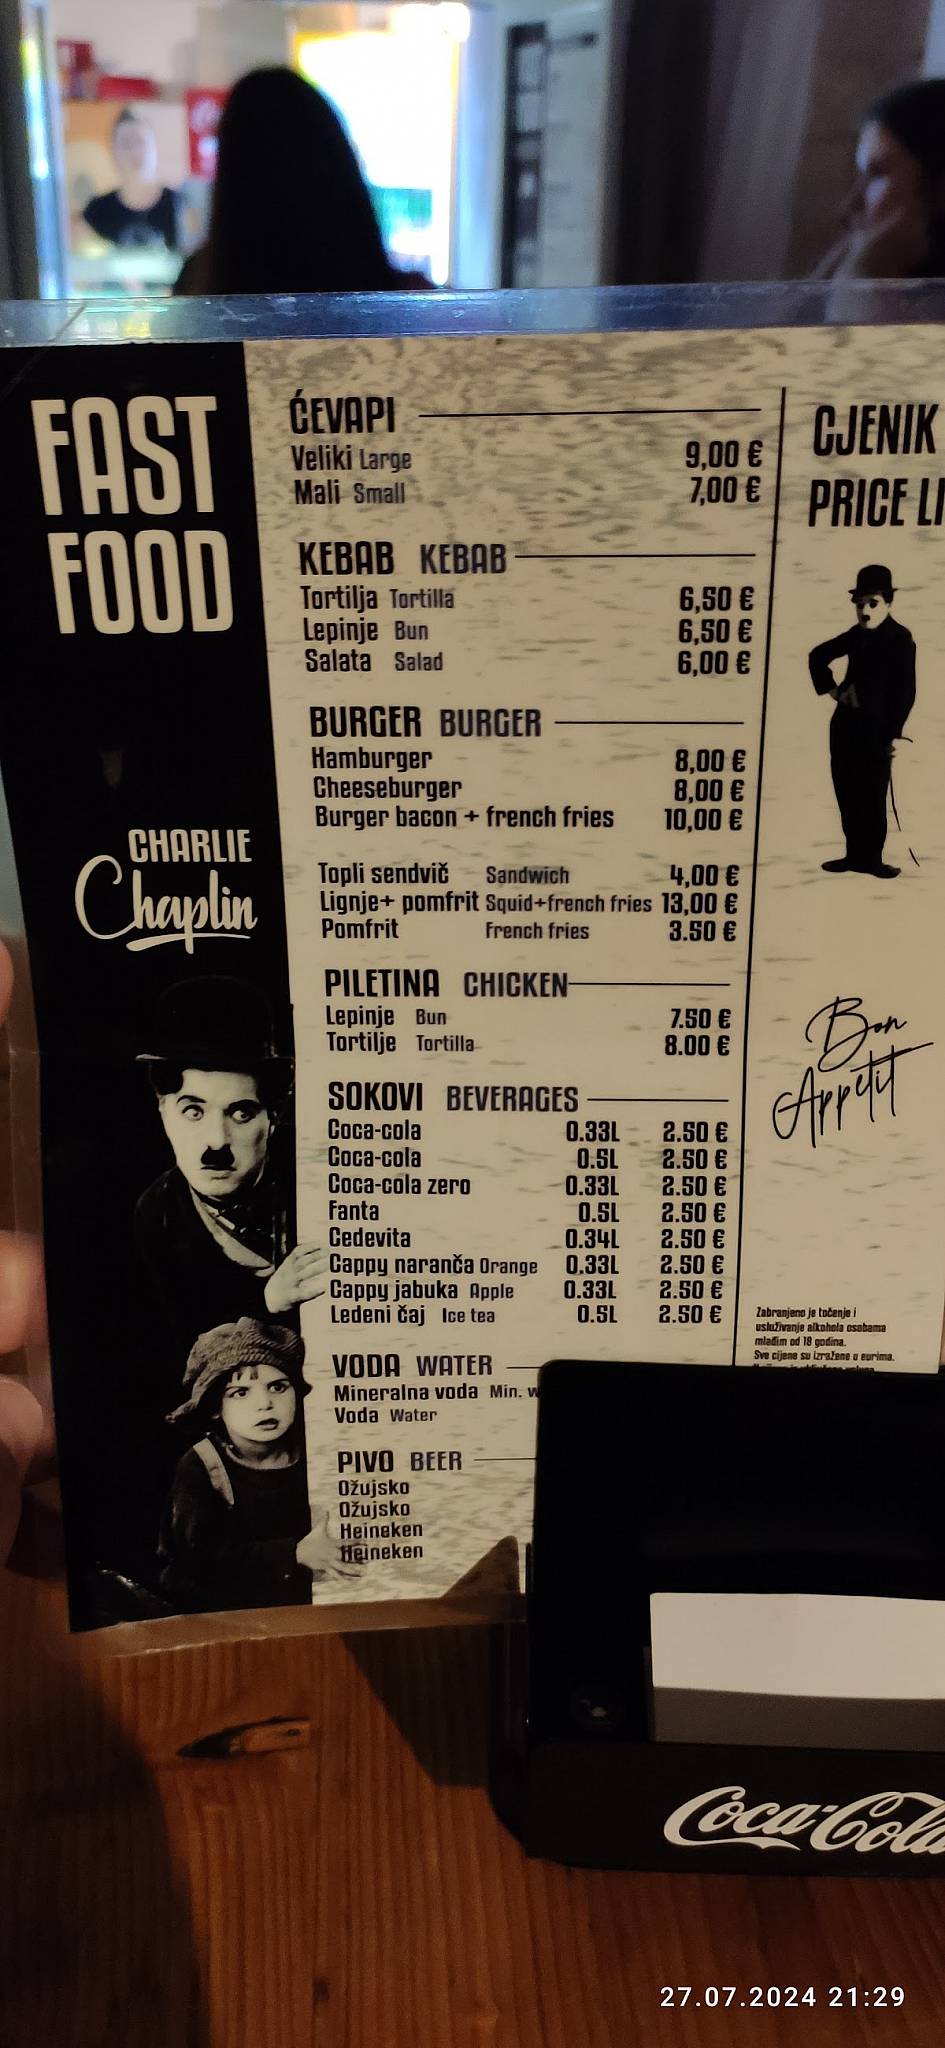 FAST
FOOD
CHARLIE
Chaplin
ĆEVAPI
Veliki Large 9,00 €
Mali Small 7,00 €
KEBAB KEBAB
Tortilja Tortilla 6,50 €
Lepinje Bun 6,50 €
Salata Salad 6,00 €
BURGER BURGER
Hamburger 8,00 €
Cheeseburger 8,00 €
Burger bacon + french fries 10,00 €
Topli sendvič Sandwich 4,00 €
Lignje+ pomfrit Squid+french fries 13,00 €
Pomfrit French fries 3.50 €
PILETINA CHICKEN
Lepinje Bun 7.50 €
Tortilje Tortilla 8.00 €
SOKOVI BEVERAGES
Coca-cola 0.33L 2.50 €
Coca-cola 0.5L 2.50 €
Coca-cola zero 0.33L 2.50 €
Fanta 0.5L 2.50 €
Cedevita 0.34L 2.50 €
Cappy naranča Orange 0.33L 2.50 €
Cappy jabuka Apple 0.33L 2.50 €
Ledeni čaj Ice tea 0.5L 2.50 €
VODA WATER
Mineralna voda Min. w
Voda Water
PIVO BEER
Ožujsko
Ožujsko
Heineken
Heineken
CJENIK
PRICE LI
Bon
Appetit
Zabranjeno je točenje i
usluživanje alkohola osobama
mlađim od 18 godina.
Sve cijene su izražene u eurima.
Coca-Cola
27.07.2024 21:29